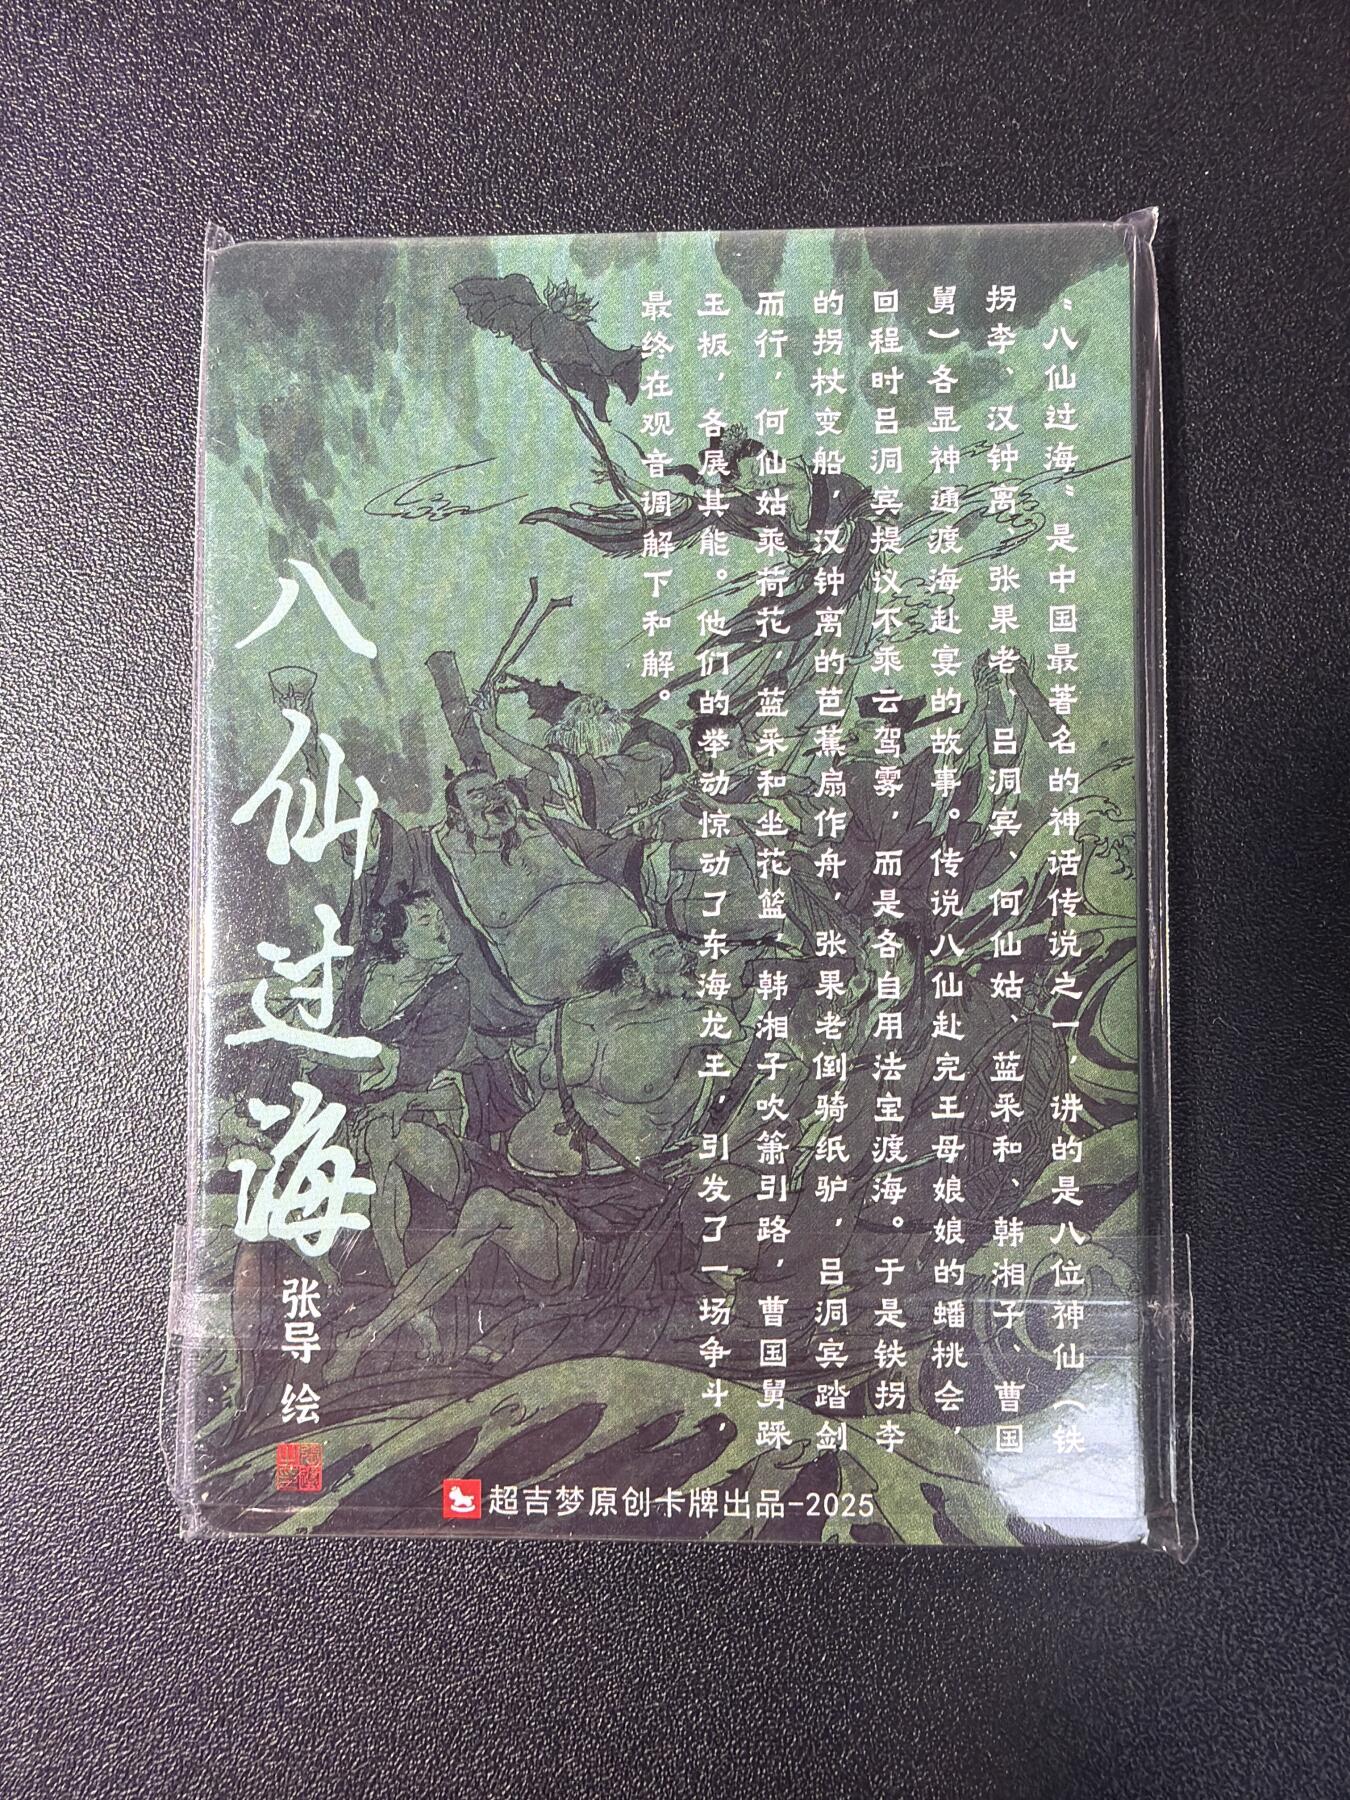 “八仙过海”是中国最著名的神话传说之一，讲的是八位神仙（铁
拐李、汉钟离、张果老、吕洞宾、何仙姑、蓝采和、韩湘子、曹国
舅）各显神通渡海赴宴的故事。传说八仙赴完王母娘娘的蟠桃会，
回程时吕洞宾提议不乘云驾雾，而是各自用法宝渡海。于是铁拐李
的拐杖变船，汉钟离的芭蕉扇作舟，张果老倒骑纸驴，吕洞宾踏剑
而行，何仙姑乘荷花，蓝采和坐花篮，韩湘子吹箫引路，曹国舅踩
玉板，各展其能。他们的举动惊动了东海龙王，引发了一场争斗，
最终在观音调解下和解。
八仙过海
张导 绘
超吉梦原创卡牌出品-2025